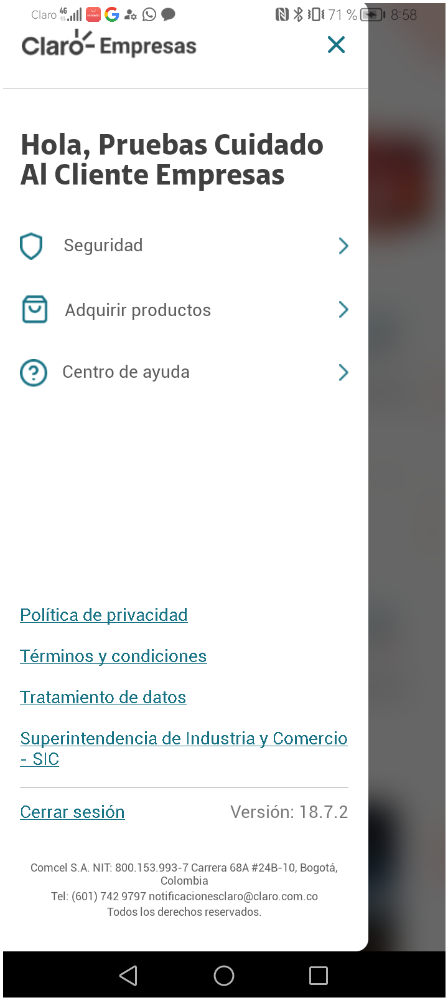 Claro 4G 71 % 8:58
Claro Empresas
Hola, Pruebas Cuidado
Al Cliente Empresas
Seguridad
Adquirir productos
Centro de ayuda
Política de privacidad
Términos y condiciones
Tratamiento de datos
Superintendencia de Industria y Comercio
- SIC
Cerrar sesión Versión: 18.7.2
Comcel S.A. NIT: 800.153.993-7 Carrera 68A #24B-10, Bogotá,
Colombia
Tel: (601) 742 9797 notificacionesclaro@claro.com.co
Todos los derechos reservados.